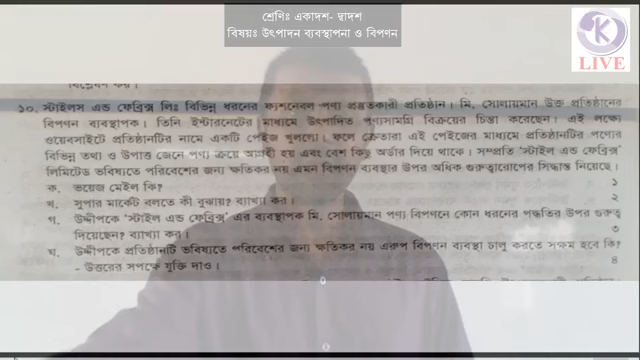 শ্রেণিঃ একাদশ- দ্বাদশ
বিষয়ঃ উৎপাদন ব্যবস্থাপনা ও বিপণন
K
LIVE
১০. স্টাইলস এন্ড ফেব্রিক্স লিঃ বিভিন্ন ধরনের ফ্যাশনেবল পণ্য প্রস্তুতকারী প্রতিষ্ঠান। মি. সোলায়মান উক্ত প্রতিষ্ঠানের
বিপণন ব্যবস্থাপক। তিনি ইন্টারনেটের মাধ্যমে উৎপাদিত পণ্যসামগ্রি বিক্রয়ের চিন্তা করেছেন। এই লক্ষ্যে
ওয়েবসাইটে প্রতিষ্ঠানটির নামে একটি পেইজ খুললো। ফলে ক্রেতারা এই পেইজের মাধ্যমে প্রতিষ্ঠানটির পণ্যের
বিভিন্ন তথ্য ও উপাত্ত জেনে পণ্য ক্রয়ে আগ্রহী হয় এবং বেশ কিছু অর্ডার দিয়ে থাকে। সম্প্রতি 'স্টাইল এন্ড ফেব্রিক্স'
লিমিটেড ভবিষ্যতে পরিবেশের জন্য ক্ষতিকর নয় এমন বিপণন ব্যবস্থার উপর অধিক গুরুত্বারোপের সিদ্ধান্ত নিয়েছে।
ক. ভয়েজ মেইল কি? ১
খ. সুপার মার্কেট বলতে কী বুঝায়? ব্যাখ্যা কর। ২
গ. উদ্দীপকে 'স্টাইল এন্ড ফেব্রিক্স' এর ব্যবস্থাপক মি. সোলায়মান পণ্য বিপণনে কোন ধরনের পদ্ধতির উপর গুরুত্ব
দিয়েছেন? ব্যাখ্যা কর। ৩
ঘ. উদ্দীপকে প্রতিষ্ঠানটি ভবিষ্যতে পরিবেশের জন্য ক্ষতিকর নয় এরুপ বিপণন ব্যবস্থা চালু করতে সক্ষম হবে কি?
- উত্তরের সপক্ষে যুক্তি দাও। ৪